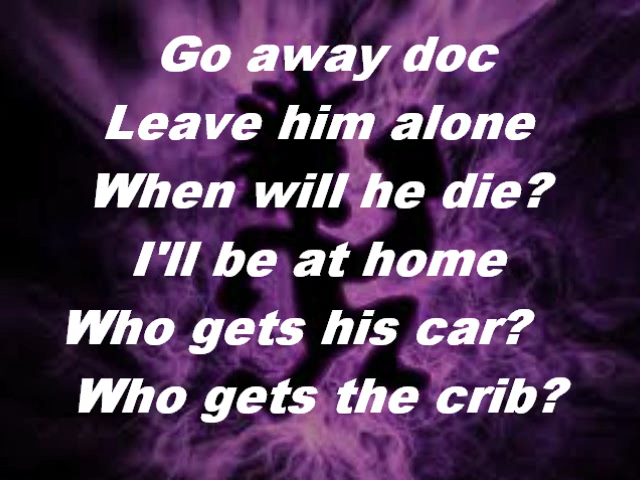 Go away doc
Leave him alone
When will he die?
I'll be at home
Who gets his car?
Who gets the crib?